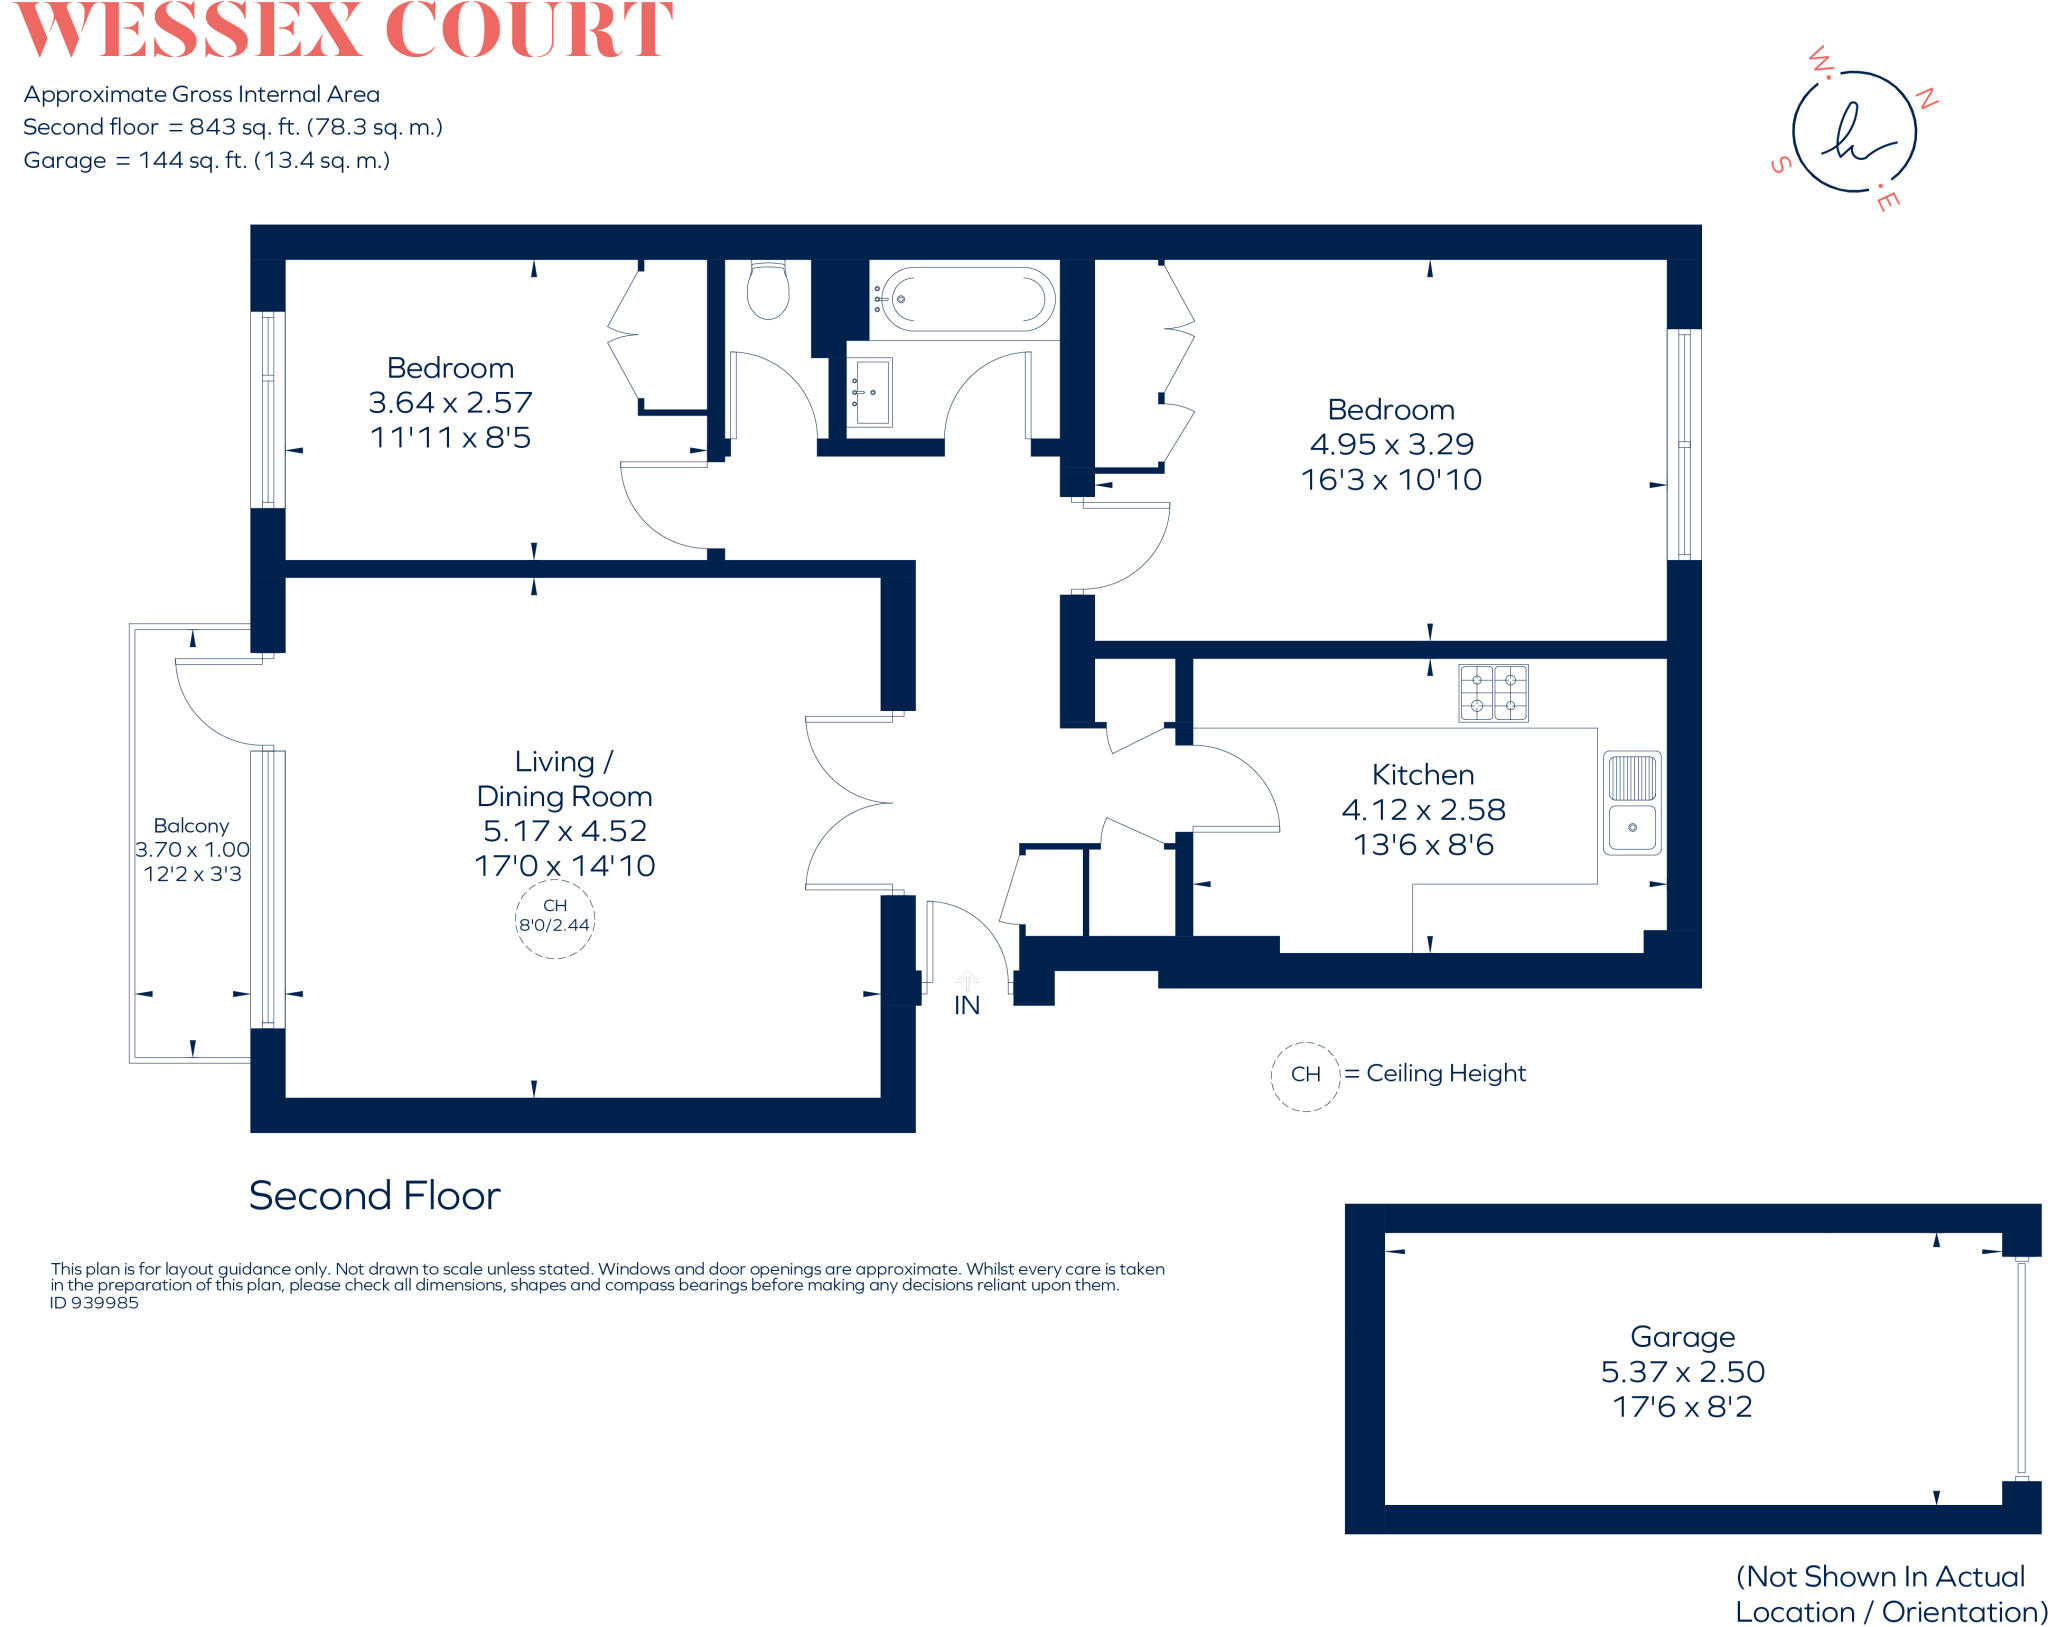 WESSEX COURT
Approximate Gross Internal Area
Second floor = 843 sq. ft. (78.3 sq. m.)
Garage = 144 sq. ft. (13.4 sq. m.)
W
N
S
E
h
Bedroom
3.64 x 2.57
11'11 x 8'5
Bedroom
4.95 x 3.29
16'3 x 10'10
Living /
Dining Room
5.17 x 4.52
17'0 x 14'10
CH
8'0/2.44
Balcony
3.70 x 1.00
12'2 x 3'3
Kitchen
4.12 x 2.58
13'6 x 8'6
IN
CH = Ceiling Height
Second Floor
This plan is for layout guidance only. Not drawn to scale unless stated. Windows and door openings are approximate. Whilst every care is taken
in the preparation of this plan, please check all dimensions, shapes and compass bearings before making any decisions reliant upon them.
ID 939985
Garage
5.37 x 2.50
17'6 x 8'2
(Not Shown In Actual
Location / Orientation)